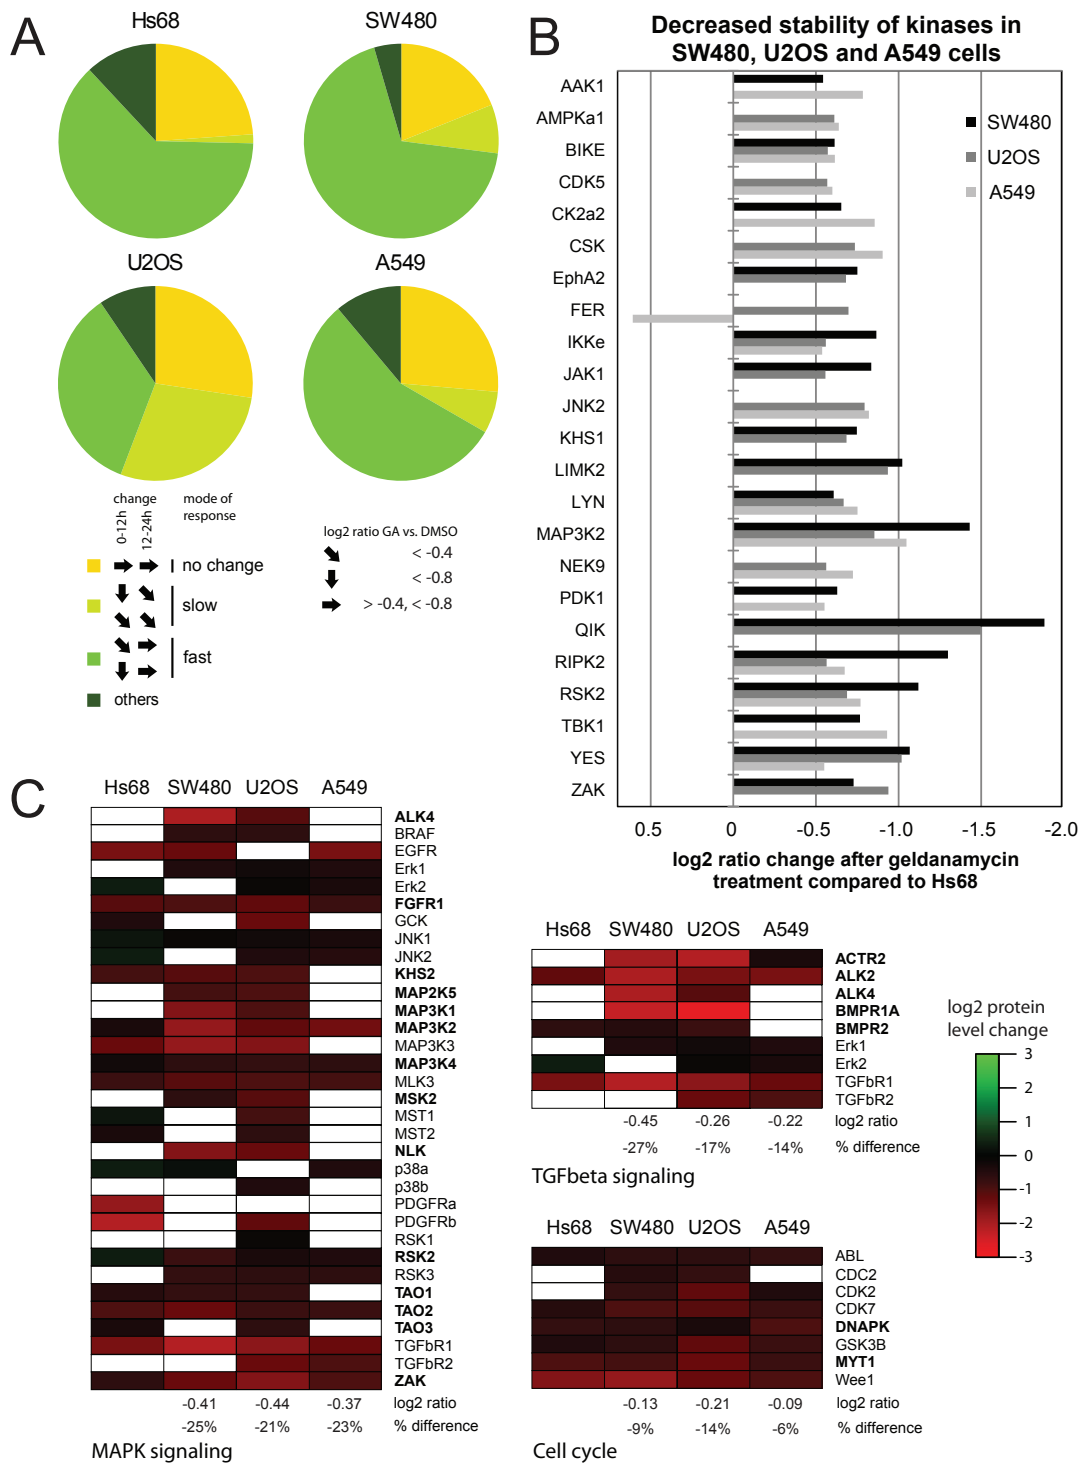 A
Hs68
SW480
U2OS
A549
change
mode of
response
0-12h
12-24h
no change
slow
fast
others
log2 ratio GA vs. DMSO
< -0.4
< -0.8
> -0.4, < -0.8
B
Decreased stability of kinases in
SW480, U2OS and A549 cells
AAK1
AMPKa1
BIKE
CDK5
CK2a2
CSK
EphA2
FER
IKKe
JAK1
JNK2
KHS1
LIMK2
LYN
MAP3K2
NEK9
PDK1
QIK
RIPK2
RSK2
TBK1
YES
ZAK
SW480
U2OS
A549
0.5 0 -0.5 -1.0 -1.5 -2.0
log2 ratio change after geldanamycin
treatment compared to Hs68
C
Hs68 SW480 U2OS A549
ALK4
BRAF
EGFR
Erk1
Erk2
FGFR1
GCK
JNK1
JNK2
KHS2
MAP2K5
MAP3K1
MAP3K2
MAP3K3
MAP3K4
MLK3
MSK2
MST1
MST2
NLK
p38a
p38b
PDGFRa
PDGFRb
RSK1
RSK2
RSK3
TAO1
TAO2
TAO3
TGFbR1
TGFbR2
ZAK
-0.41 -0.44 -0.37 log2 ratio
-25% -21% -23% % difference
MAPK signaling
Hs68 SW480 U2OS A549
ACTR2
ALK2
ALK4
BMPR1A
BMPR2
Erk1
Erk2
TGFbR1
TGFbR2
-0.45 -0.26 -0.22 log2 ratio
-27% -17% -14% % difference
TGFbeta signaling
log2 protein
level change
3
2
1
0
-1
-2
-3
Hs68 SW480 U2OS A549
ABL
CDC2
CDK2
CDK7
DNAPK
GSK3B
MYT1
Wee1
-0.13 -0.21 -0.09 log2 ratio
-9% -14% -6% % difference
Cell cycle